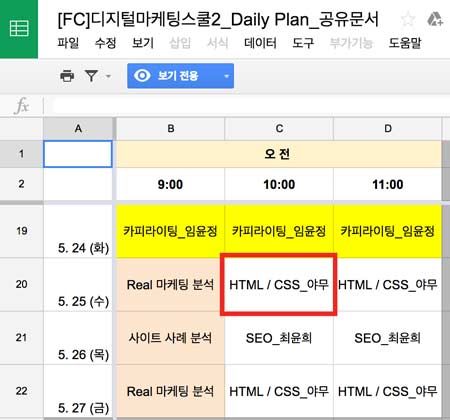 [FC]디지털마케팅스쿨2_Daily Plan_공유문서
파일 수정 보기 삽입 서식 데이터 도구 부가기능 도움말
보기 전용
fx
A B C D
1 오 전
2 9:00 10:00 11:00
19 5. 24 (화) 카피라이팅_임윤정 카피라이팅_임윤정 카피라이팅_임윤정
20 5. 25 (수) Real 마케팅 분석 HTML / CSS_야무 HTML / CSS_야무
21 5. 26 (목) 사이트 사례 분석 SEO_최윤희 SEO_최윤희
22 5. 27 (금) Real 마케팅 분석 HTML / CSS_야무 HTML / CSS_야무